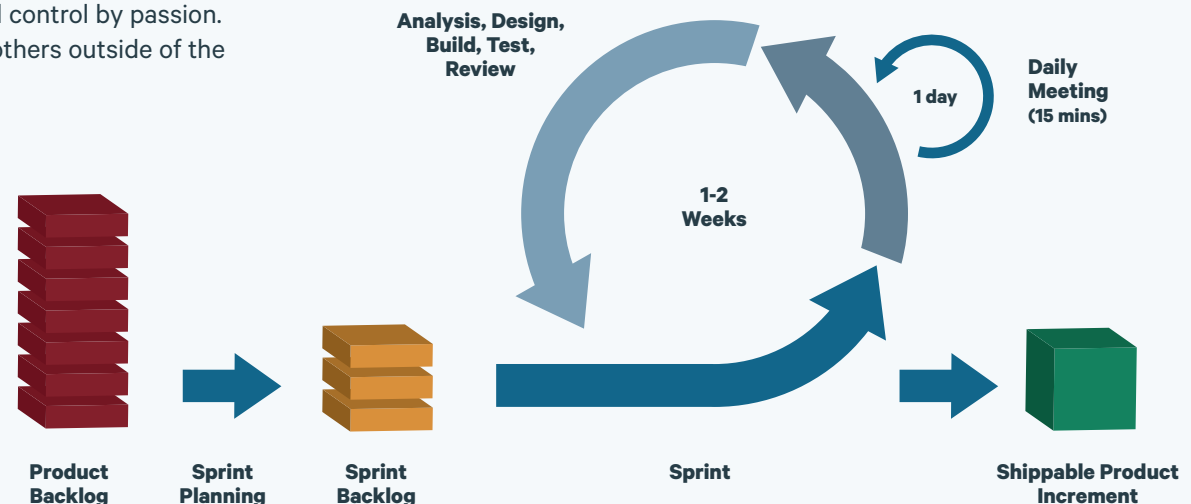 control by passion.
others outside of the
Analysis, Design,
Build, Test,
Review
1 day
Daily
Meeting
(15 mins)
1-2
Weeks
Product
Backlog
Sprint
Planning
Sprint
Backlog
Sprint
Shippable Product
Increment